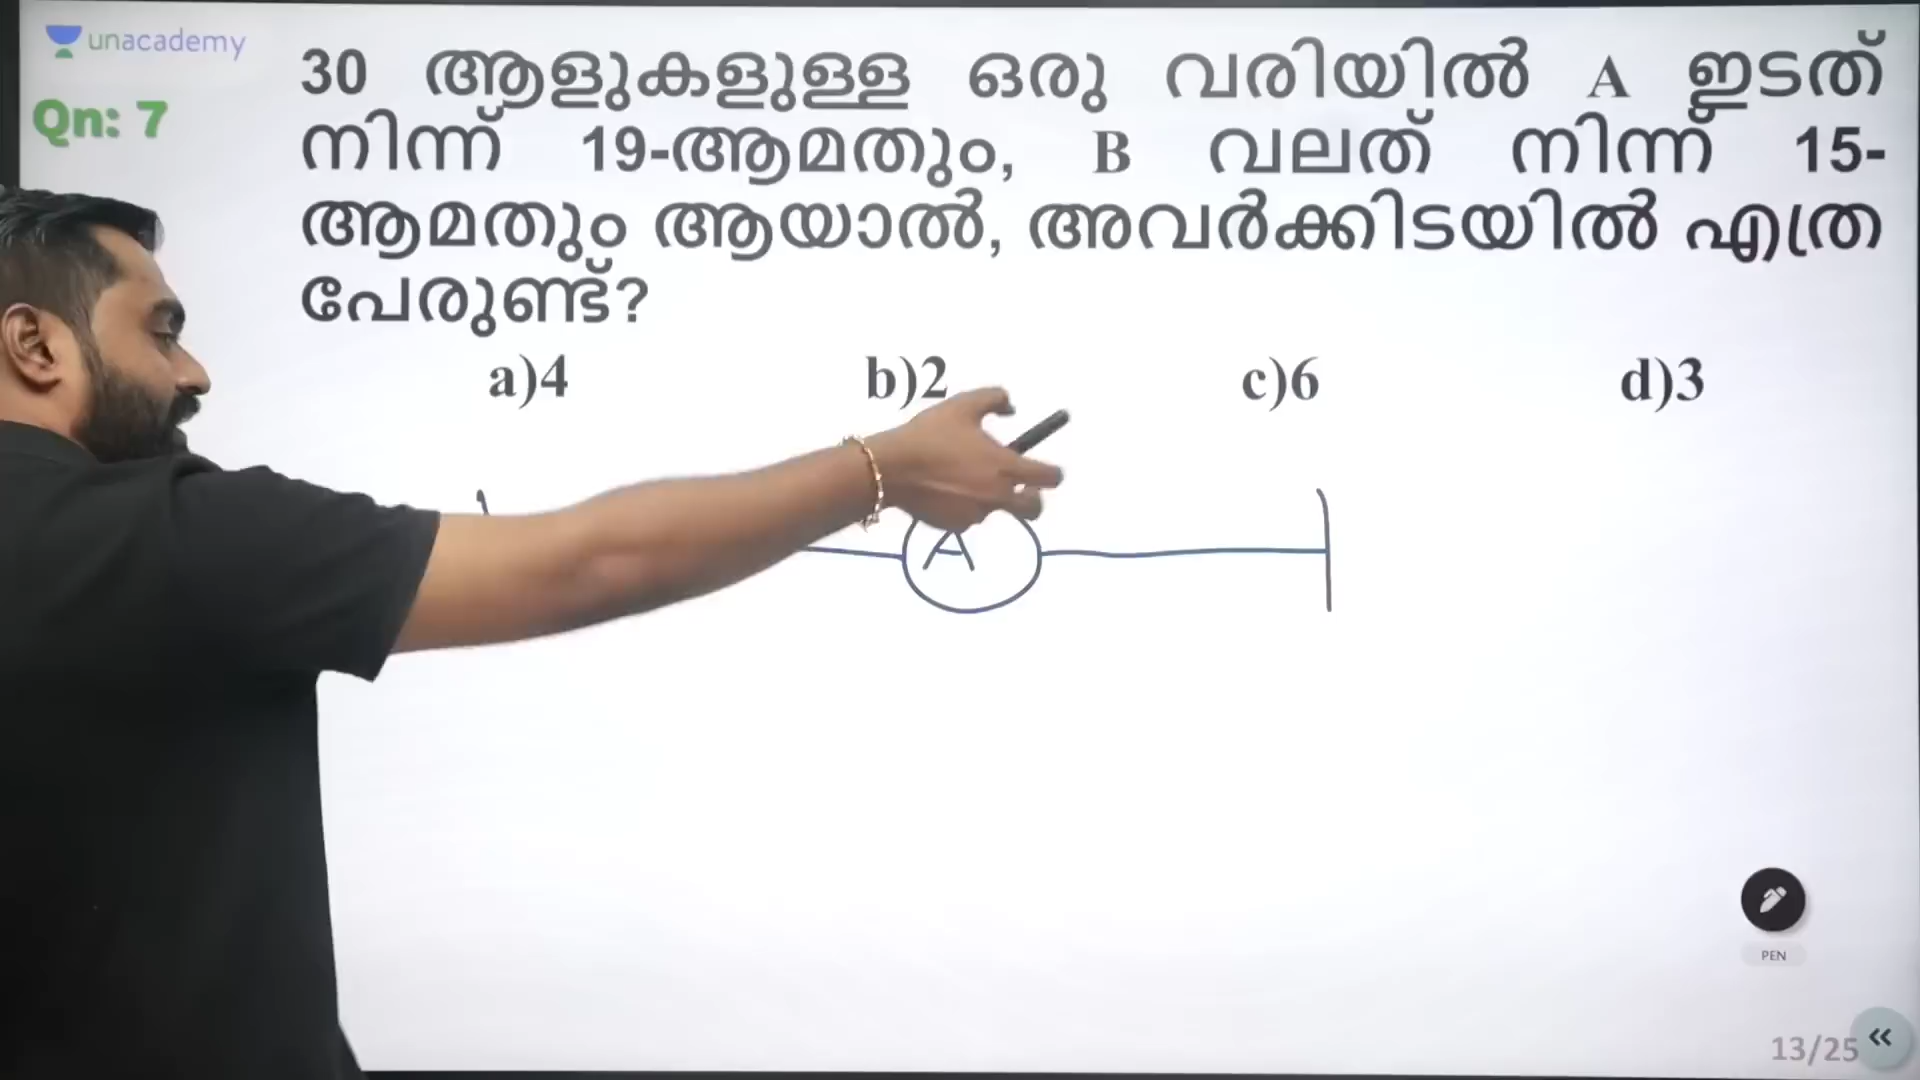 unacademy
Qn: 7
30 ആളുകളുള്ള ഒരു വരിയിൽ A ഇടത്
നിന്ന് 19-ആമതും, B വലത് നിന്ന് 15-
ആമതും ആയാൽ, അവർക്കിടയിൽ എത്ര
പേരുണ്ട്?
a)4 b)2 c)6 d)3
A
PEN
13/25